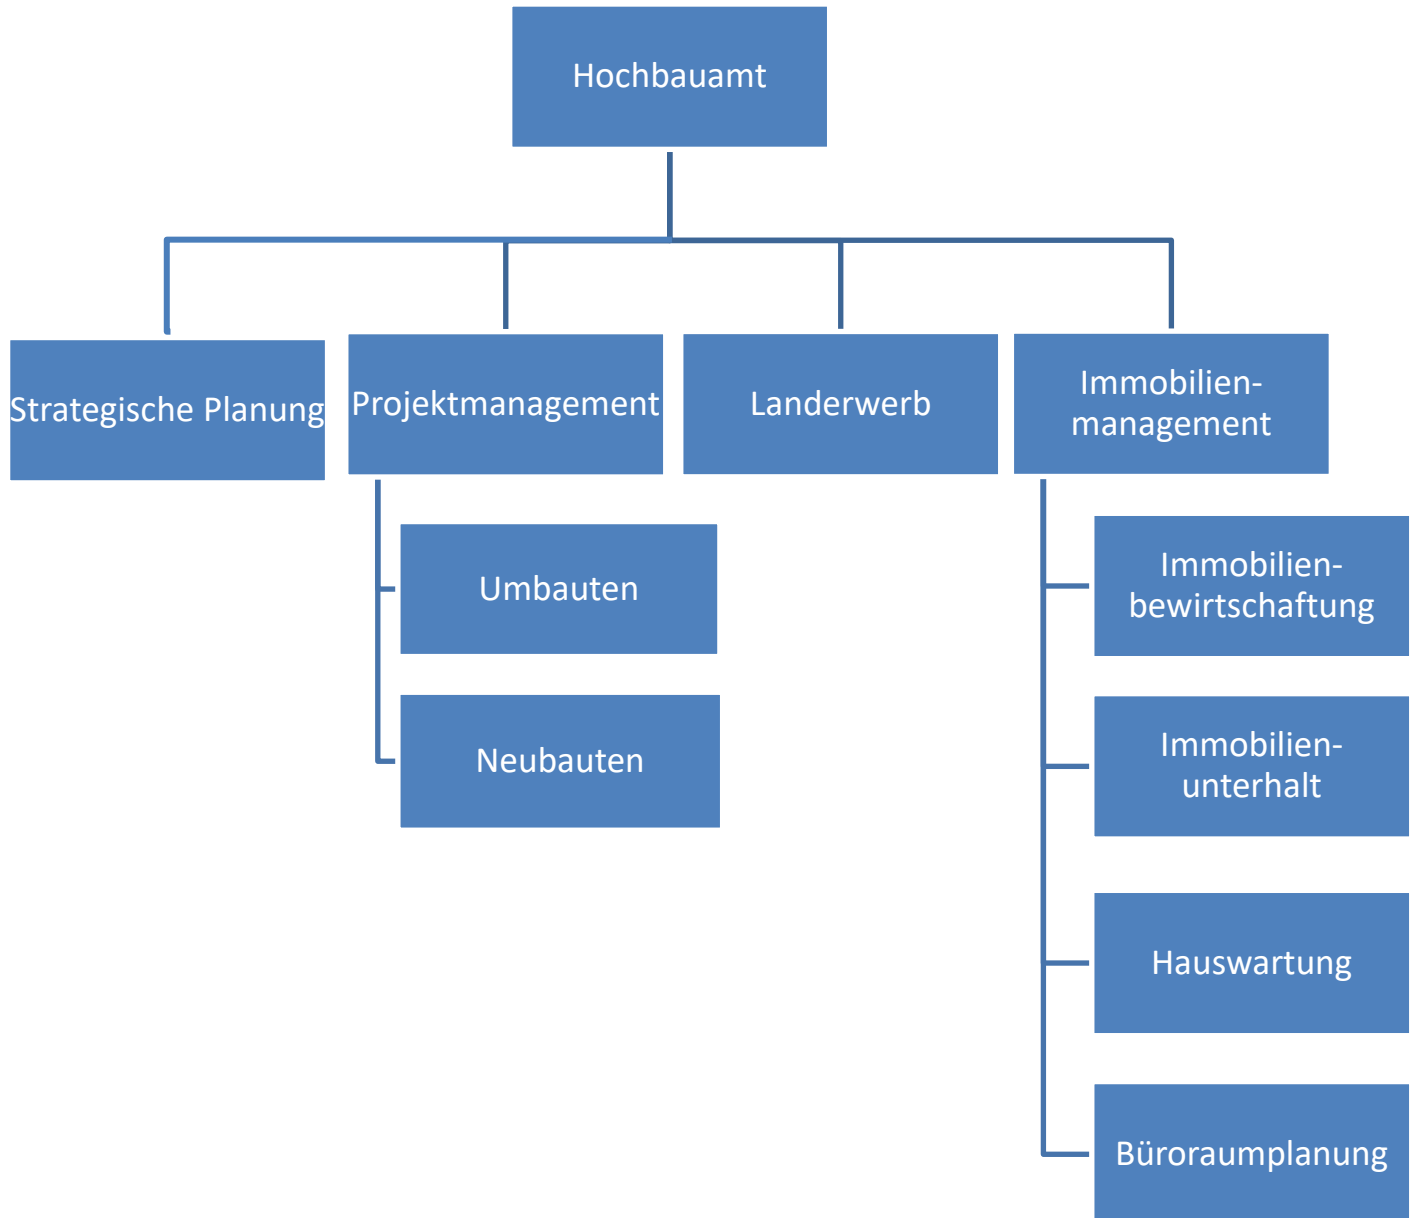 Hochbauamt
Strategische Planung
Projektmanagement
Landerwerb
Immobilien-
management
Umbauten
Neubauten
Immobilien-
bewirtschaftung
Immobilien-
unterhalt
Hauswartung
Büroraumplanung